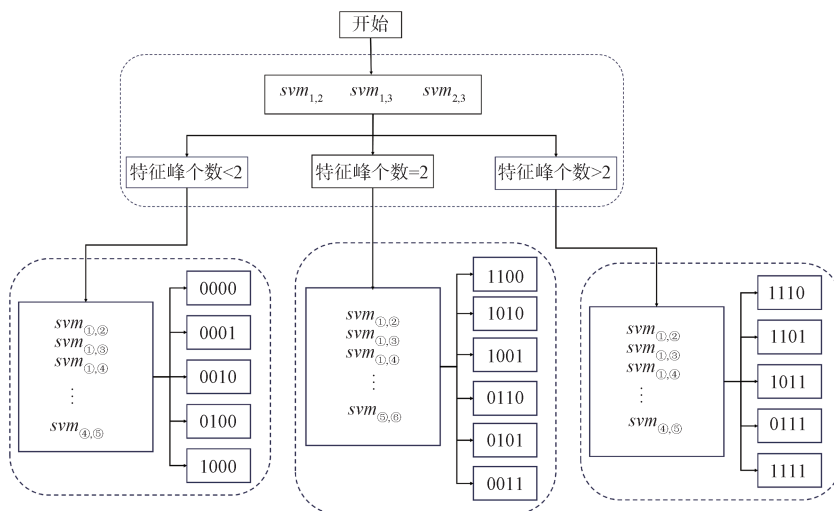 开始
svm1,2 svm1,3 svm2,3
特征峰个数<2
特征峰个数=2
特征峰个数>2
svm①,②
svm①,③
svm①,④
⋮
svm④,⑤
0000
0001
0010
0100
1000
svm①,②
svm①,③
svm①,④
⋮
svm⑤,⑥
1100
1010
1001
0110
0101
0011
svm①,②
svm①,③
svm①,④
⋮
svm④,⑤
1110
1101
1011
0111
1111